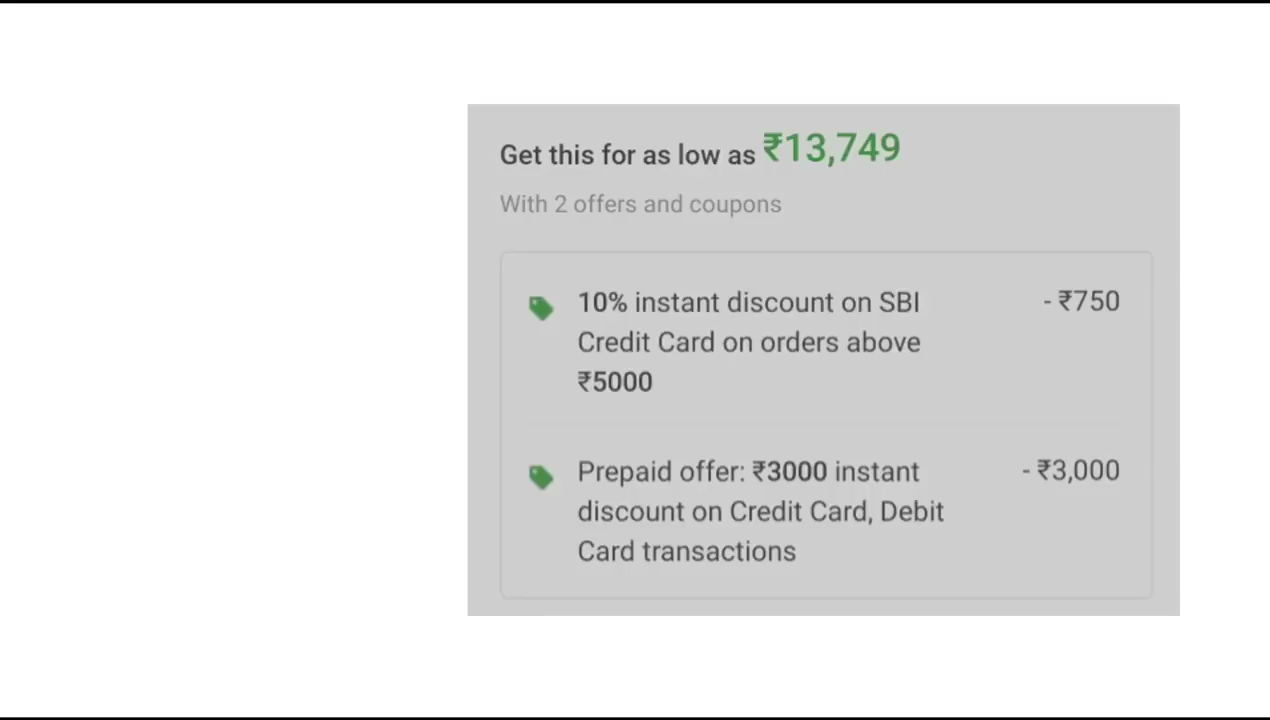 Get this for as low as ₹13,749
With 2 offers and coupons
10% instant discount on SBI - ₹750
Credit Card on orders above
₹5000
Prepaid offer: ₹3000 instant - ₹3,000
discount on Credit Card, Debit
Card transactions